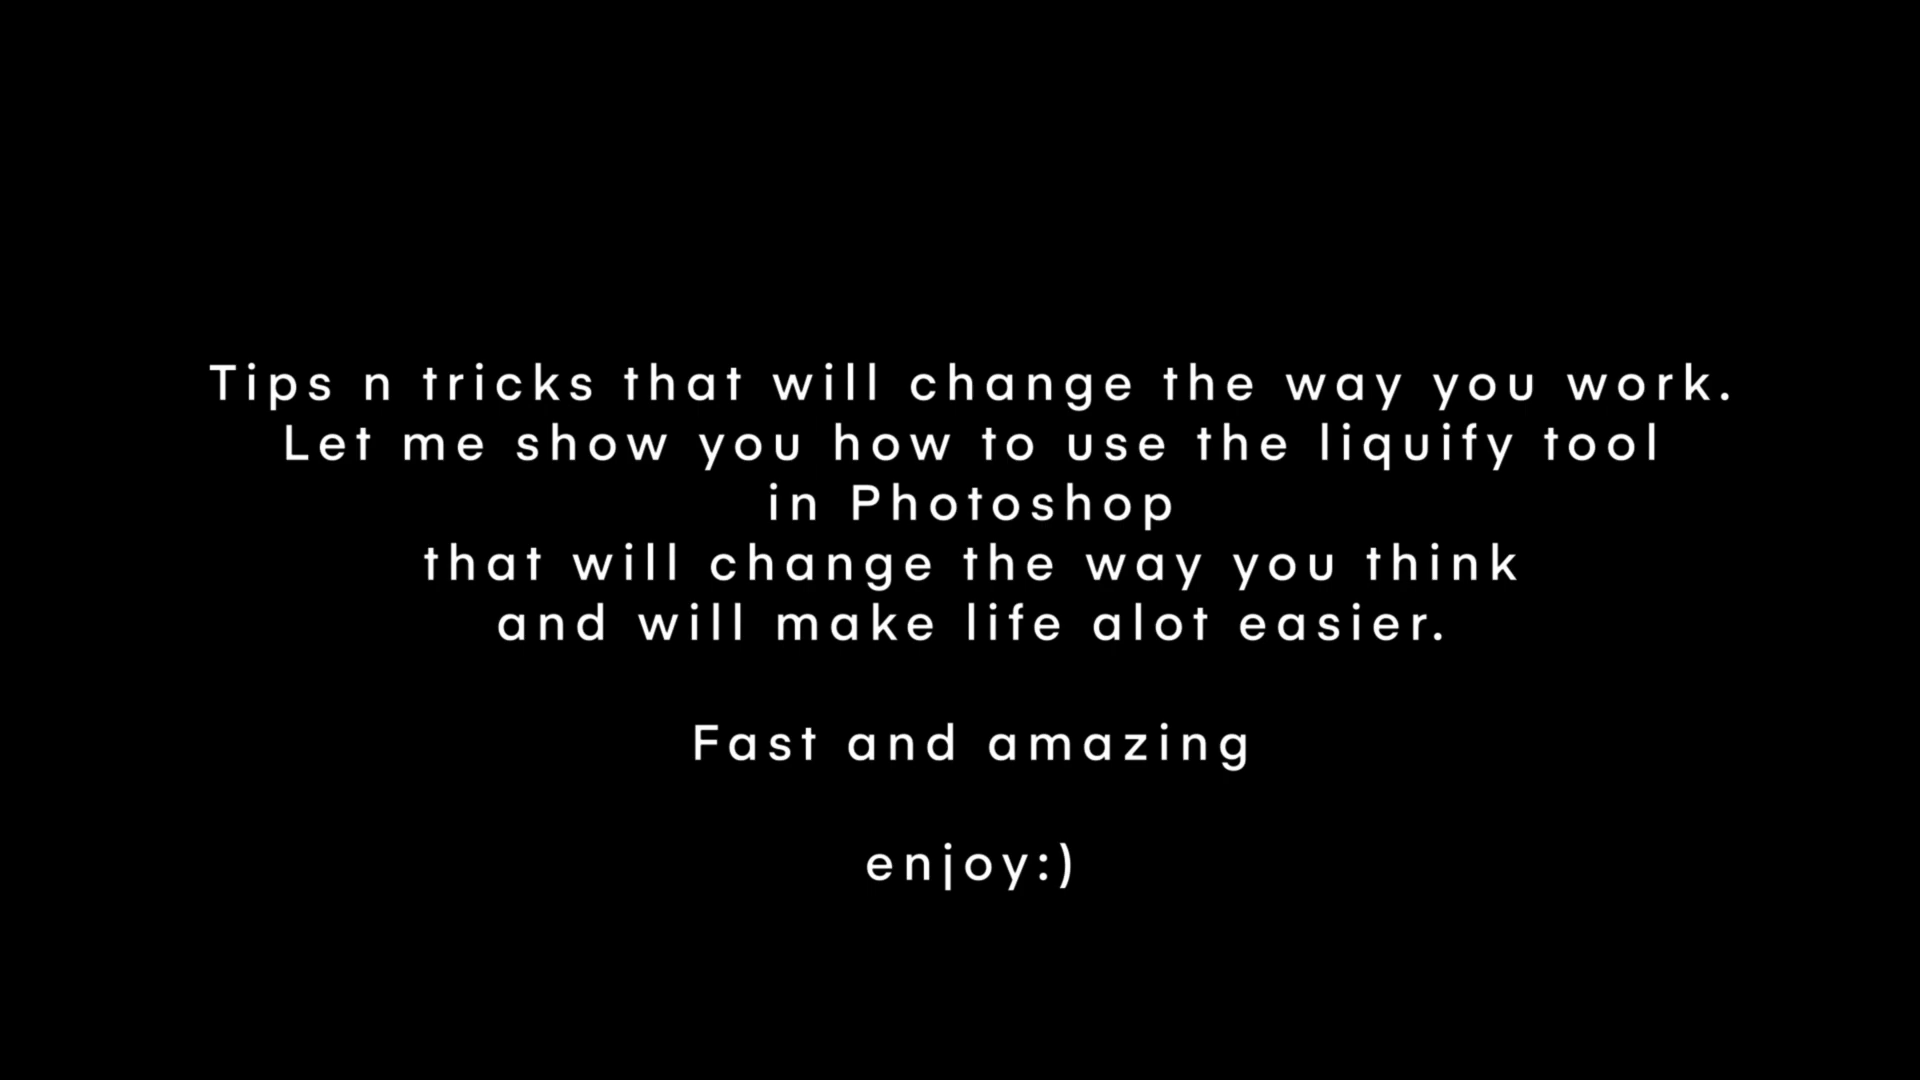 Tips n tricks that will change the way you work.
Let me show you how to use the liquify tool
in Photoshop
that will change the way you think
and will make life alot easier.
Fast and amazing
enjoy:)